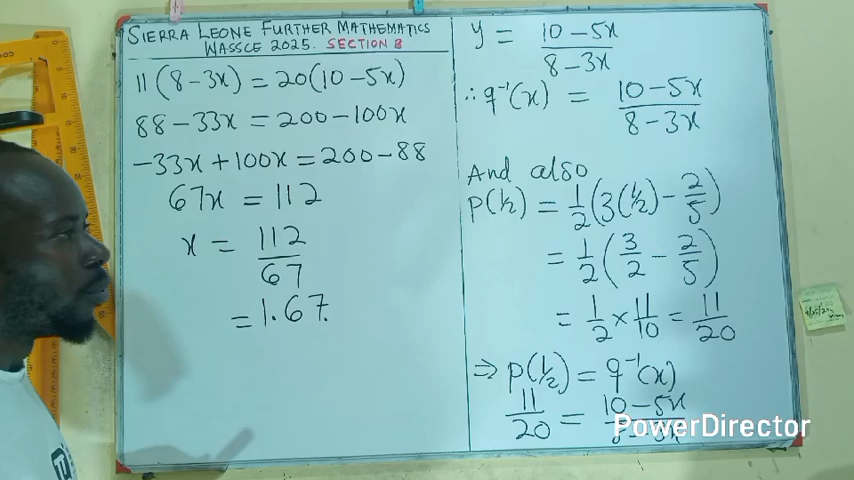 SIERRA LEONE FURTHER MATHEMATICS
WASSCE 2025. SECTION B
11(8-3x) = 20(10-5x)
88-33x = 200-100x
-33x+100x = 200-88
67x = 112
x = 112/67
= 1.67.
y = (10-5x)/(8-3x)
∴ q⁻¹(x) = (10-5x)/(8-3x)
And also
P(1/2) = 1/2(3(1/2) - 2/5)
= 1/2(3/2 - 2/5)
= 1/2 × 11/10 = 11/20
⇒ P(1/2) = q⁻¹(x)
11/20 = (10-5x)/(8-3x)
PowerDirector